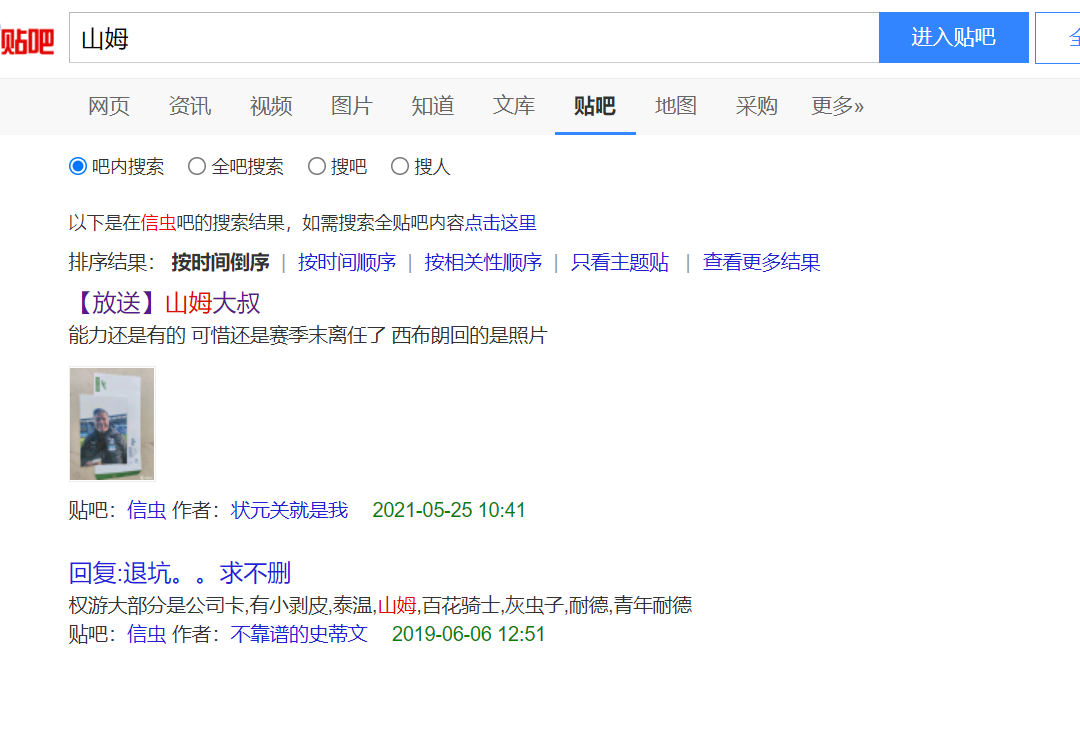 贴吧 山姆 进入贴吧
网页 资讯 视频 图片 知道 文库 贴吧 地图 采购 更多»
吧内搜索 全吧搜索 搜吧 搜人
以下是在信虫吧的搜索结果，如需搜索全贴吧内容点击这里
排序结果： 按时间倒序 | 按时间顺序 | 按相关性顺序 | 只看主题贴 | 查看更多结果
【放送】山姆大叔
能力还是有的 可惜还是赛季末离任了 西布朗回的是照片
贴吧：信虫 作者：状元关就是我 2021-05-25 10:41
回复:退坑。。求不删
权游大部分是公司卡,有小剥皮,泰温,山姆,百花骑士,灰虫子,耐德,青年耐德
贴吧：信虫 作者：不靠谱的史蒂文 2019-06-06 12:51